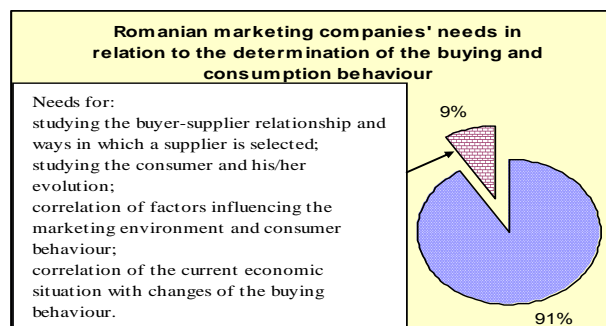 Romanian marketing companies' needs in
relation to the determination of the buying and
consumption behaviour
Needs for:
studying the buyer-supplier relationship and
ways in which a supplier is selected;
studying the consumer and his/her
evolution;
correlation of factors influencing the
marketing environment and consumer
behaviour;
correlation of the current economic
situation with changes of the buying
behaviour.
9%
91%